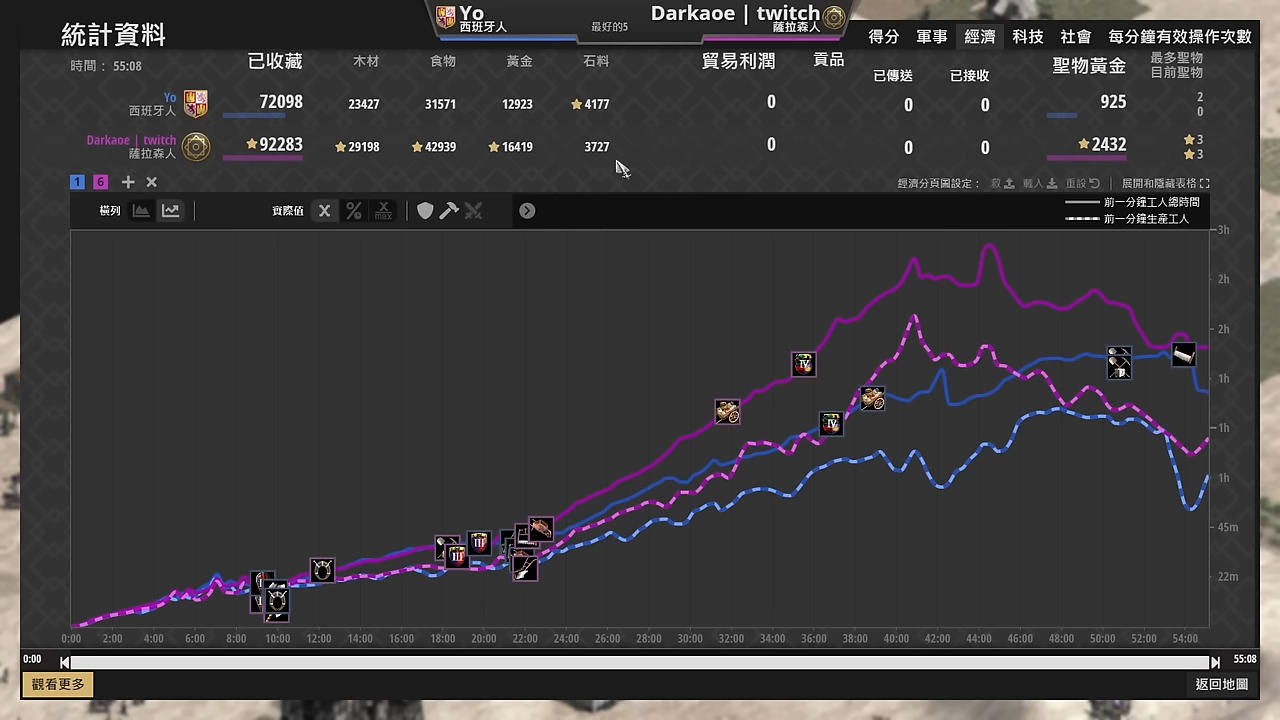 Yo
西班牙人
最好的5
Darkaoe | twitch
薩拉森人
統計資料
得分 軍事 經濟 科技 社會 每分鐘有效操作次數
時間： 55:08
已收藏 木材 食物 黃金 石料 貿易利潤 貢品 已傳送 已接收 聖物黃金 最多聖物
目前聖物
Yo
西班牙人
72098 23427 31571 12923 4177 0 0 0 925 2
0
Darkaoe | twitch
薩拉森人
92283 29198 42939 16419 3727 0 0 0 2432 3
3
1 6
經濟分頁圖設定： 救 載入 重設 | 展開和隱藏表格
橫列 實際值 X % X max
前一分鐘工人總時間
前一分鐘生產工人
3h
2h
2h
1h
1h
1h
45m
22m
IV
IV
III
III
0:00 2:00 4:00 6:00 8:00 10:00 12:00 14:00 16:00 18:00 20:00 22:00 24:00 26:00 28:00 30:00 32:00 34:00 36:00 38:00 40:00 42:00 44:00 46:00 48:00 50:00 52:00 54:00
0:00 55:08
觀看更多 返回地圖